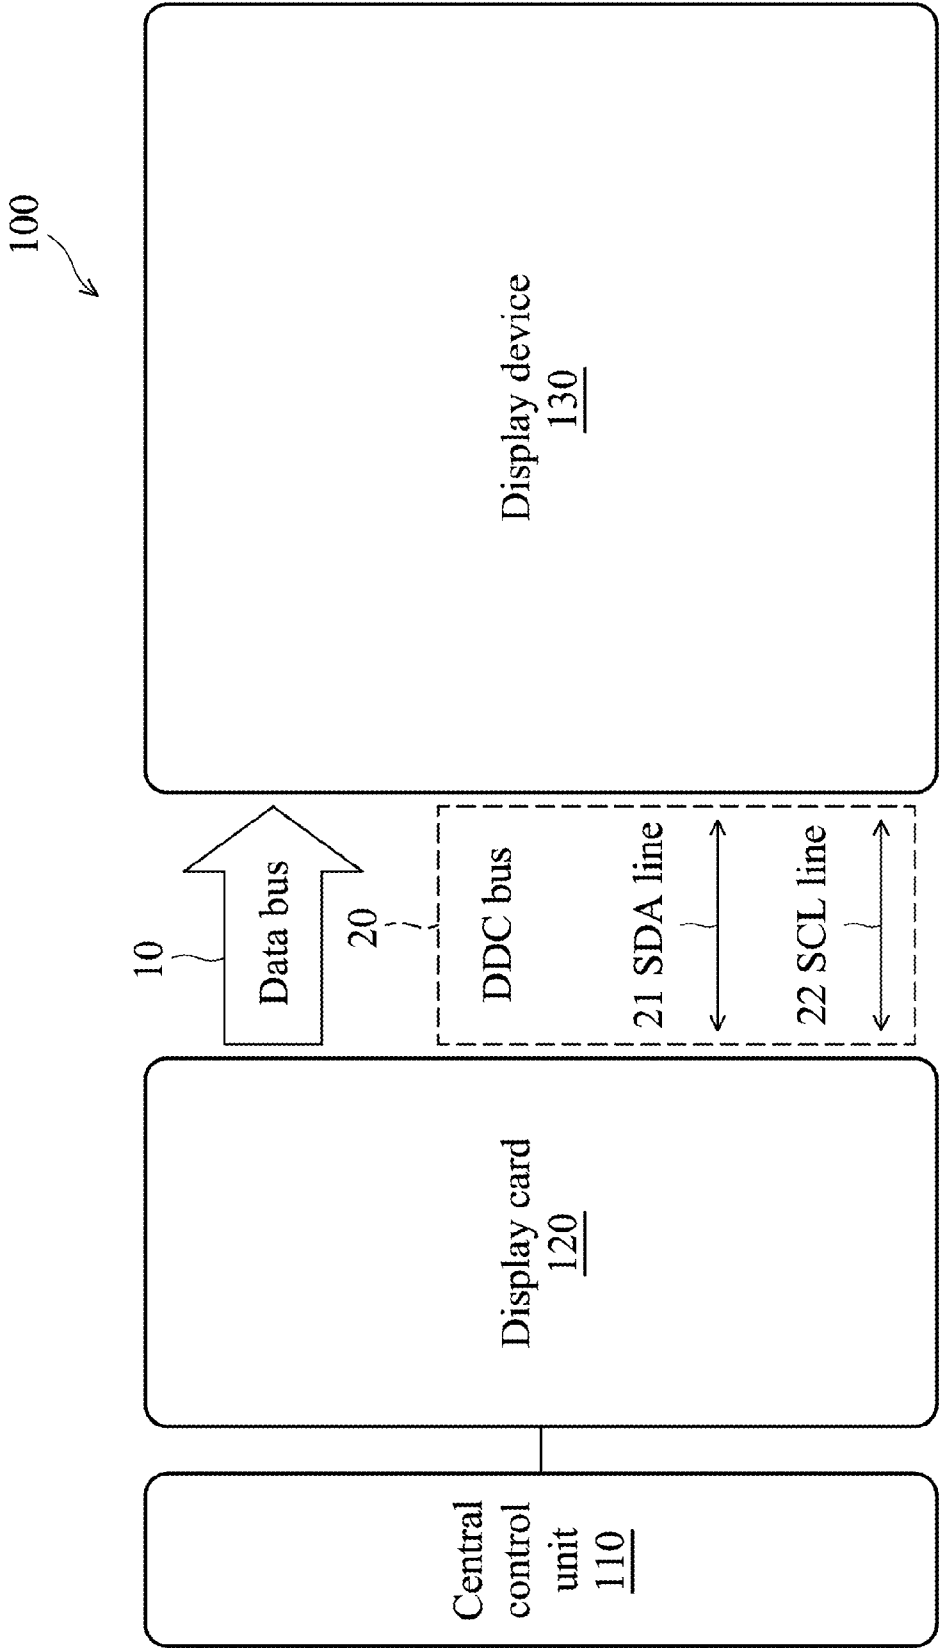 100
Central
control
unit
110
Display card
120
10
Data bus
20
DDC bus
21 SDA line
22 SCL line
Display device
130